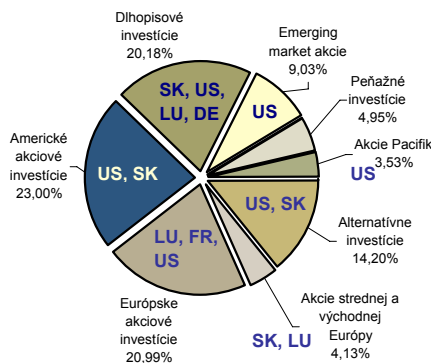 Dlhopisové
investície
20,18%
SK, US,
LU, DE
Emerging
market akcie
9,03%
US
Peňažné
investície
4,95%
Akcie Pacifik
3,53%
US
Americké
akciové
investície
23,00%
US, SK
US, SK
Alternatívne
investície
14,20%
LU, FR,
US
Európske
akciové
investície
20,99%
SK, LU
Akcie strednej a
východnej
Európy
4,13%